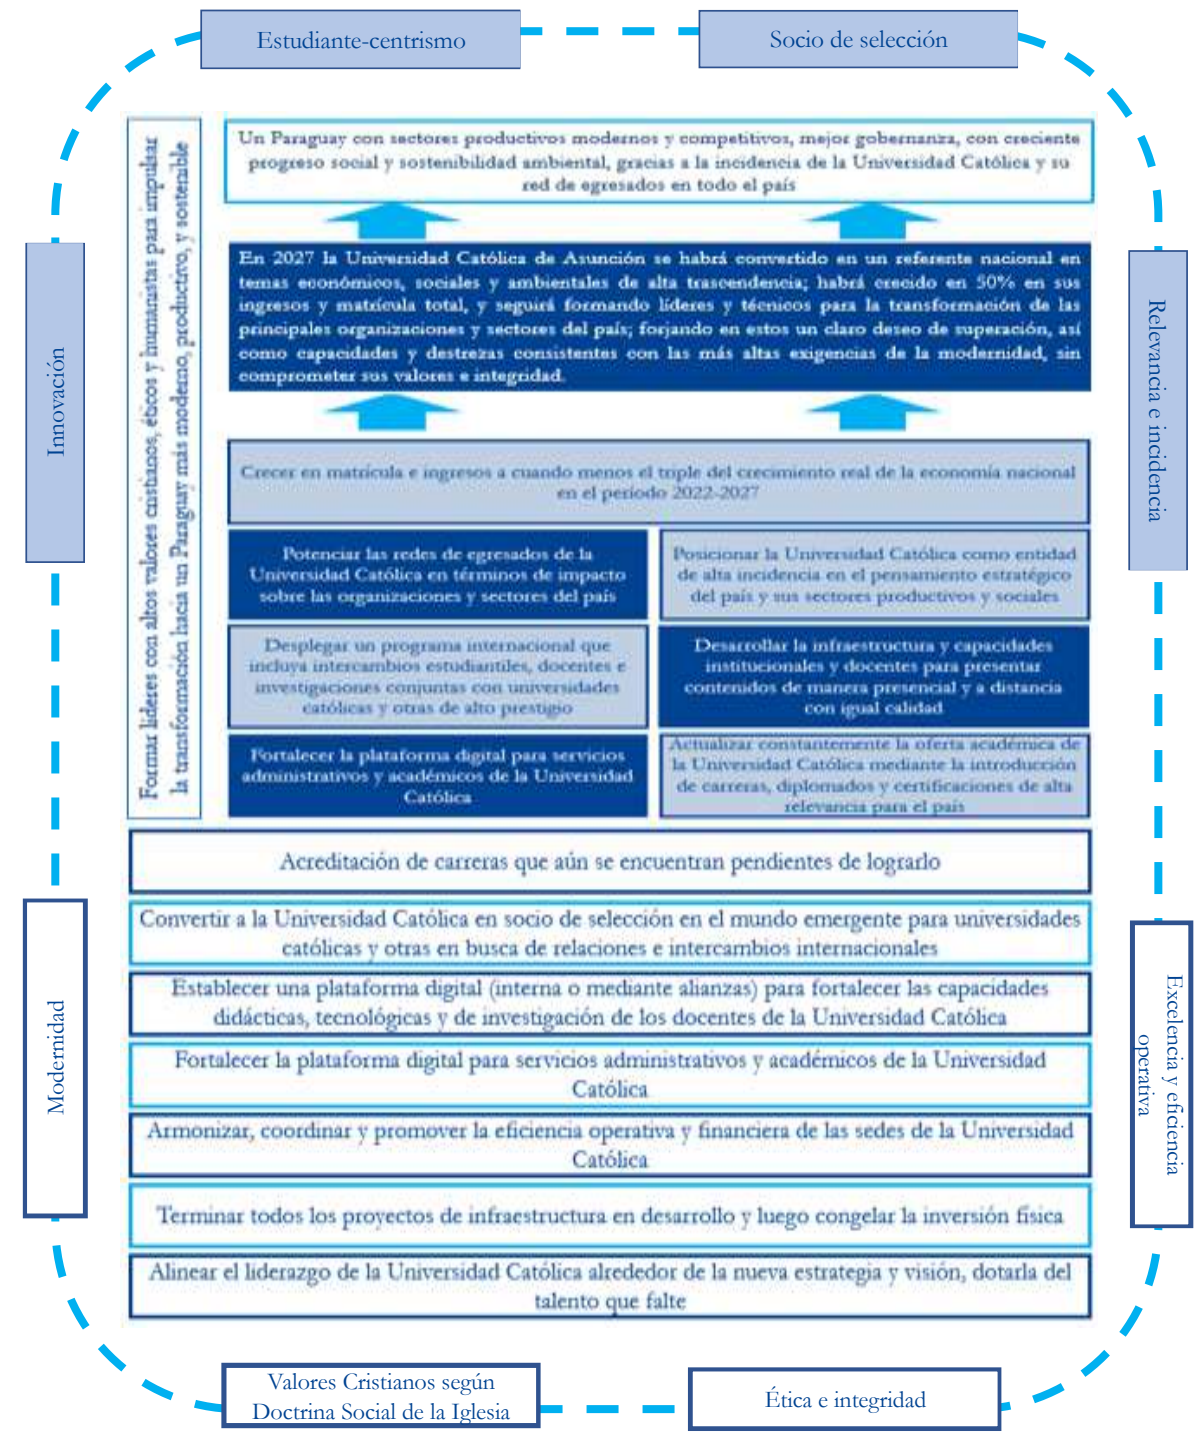 Estudiante-centrismo
Socio de selección
Formar líderes con altos valores cristianos, éticos y humanistas para impulsar
la transformación hacia un Paraguay más moderno, productivo, y sostenible
Un Paraguay con sectores productivos modernos y competitivos, mejor gobernanza, con creciente
progreso social y sostenibilidad ambiental, gracias a la incidencia de la Universidad Católica y su
red de egresados en todo el país
En 2027 la Universidad Católica de Asunción se habrá convertido en un referente nacional en
temas económicos, sociales y ambientales de alta trascendencia; habrá crecido en 50% en sus
ingresos y matrícula total, y seguirá formando líderes y técnicos para la transformación de las
principales organizaciones y sectores del país; forjando en estos un claro deseo de superación, así
como capacidades y destrezas consistentes con las más altas exigencias de la modernidad, sin
comprometer sus valores e integridad.
Innovación
Relevancia e incidencia
Crecer en matrícula e ingresos a cuando menos el triple del crecimiento real de la economía nacional
en el período 2022-2027
Potenciar las redes de egresados de la
Universidad Católica en términos de impacto
sobre las organizaciones y sectores del país
Posicionar la Universidad Católica como entidad
de alta incidencia en el pensamiento estratégico
del país y sus sectores productivos y sociales
Desplegar un programa internacional que
incluya intercambios estudiantiles, docentes e
investigaciones conjuntas con universidades
católicas y otras de alto prestigio
Desarrollar la infraestructura y capacidades
institucionales y docentes para presentar
contenidos de manera presencial y a distancia
con igual calidad
Fortalecer la plataforma digital para servicios
administrativos y académicos de la Universidad
Católica
Actualizar constantemente la oferta académica de
la Universidad Católica mediante la introducción
de carreras, diplomados y certificaciones de alta
relevancia para el país
Acreditación de carreras que aún se encuentran pendientes de lograrlo
Convertir a la Universidad Católica en socio de selección en el mundo emergente para universidades
católicas y otras en busca de relaciones e intercambios internacionales
Establecer una plataforma digital (interna o mediante alianzas) para fortalecer las capacidades
didácticas, tecnológicas y de investigación de los docentes de la Universidad Católica
Modernidad
Excelencia y eficiencia
operativa
Fortalecer la plataforma digital para servicios administrativos y académicos de la Universidad
Católica
Armonizar, coordinar y promover la eficiencia operativa y financiera de las sedes de la Universidad
Católica
Terminar todos los proyectos de infraestructura en desarrollo y luego congelar la inversión física
Alinear el liderazgo de la Universidad Católica alrededor de la nueva estrategia y visión, dotarla del
talento que falte
Valores Cristianos según
Doctrina Social de la Iglesia
Ética e integridad